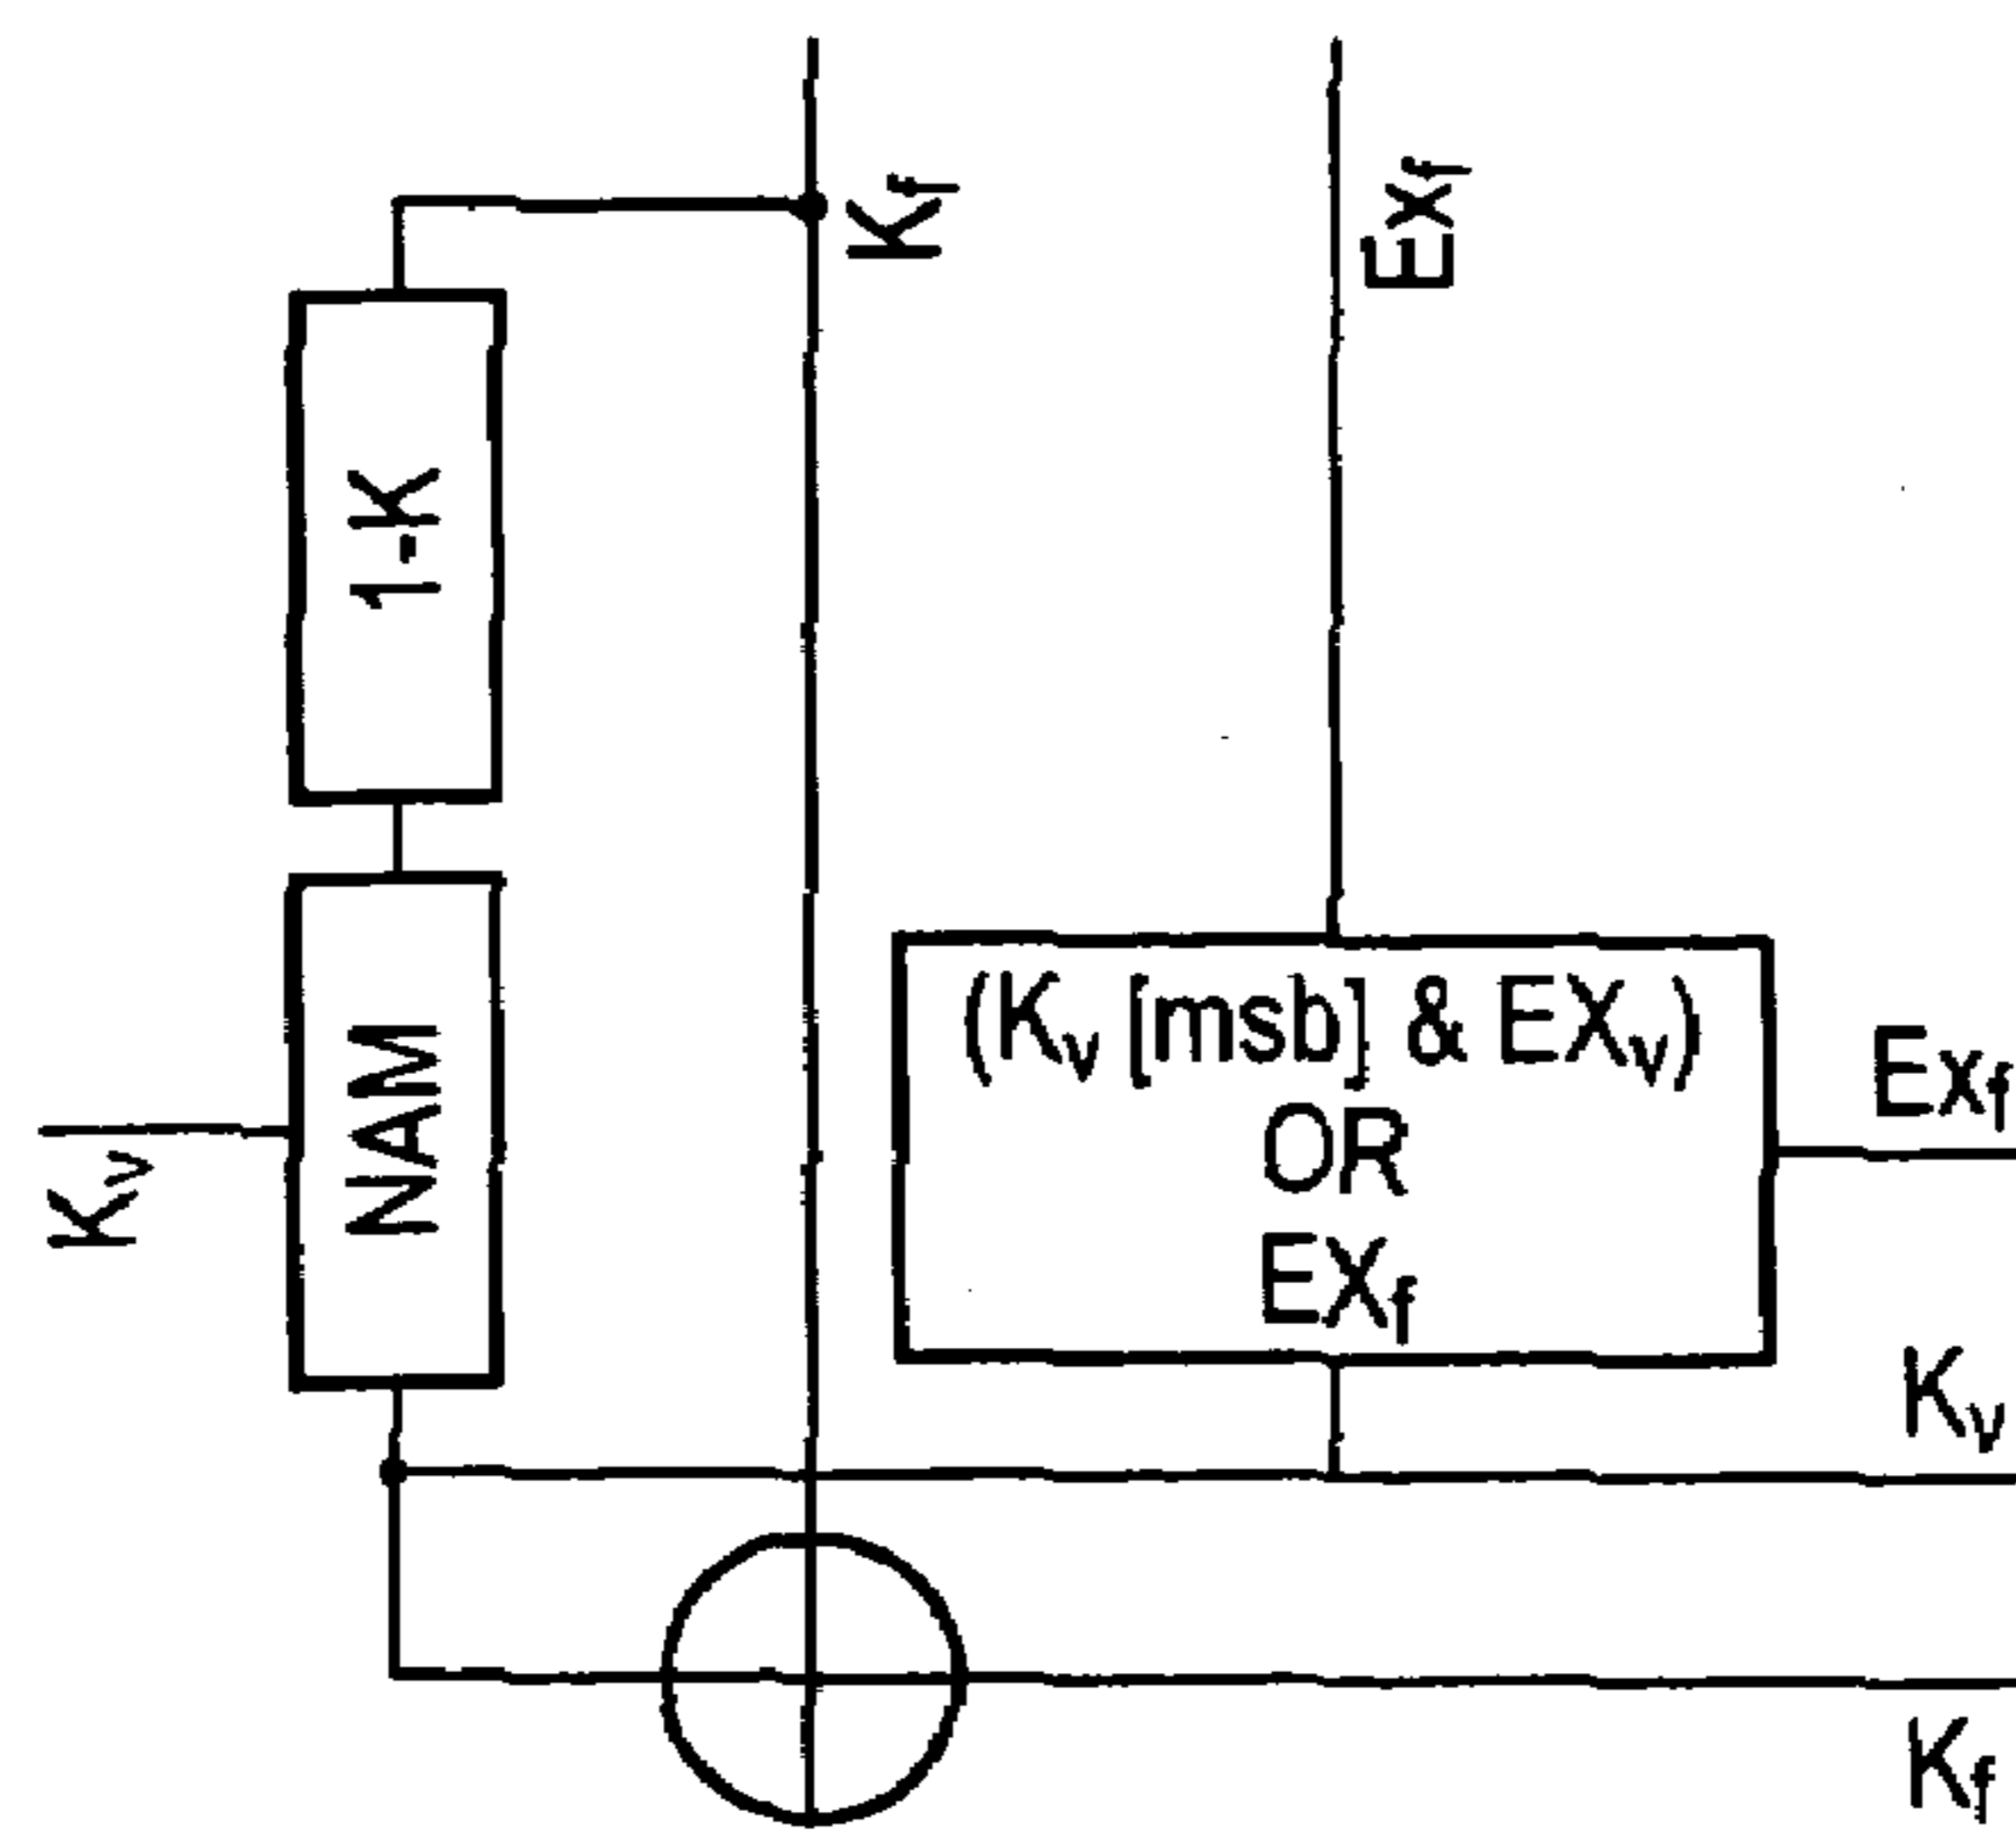 Kf
Exf
1-K
NAM
Kv
(Kv [msb] & EXv)
OR
EXf
Exf
Kv
Kf